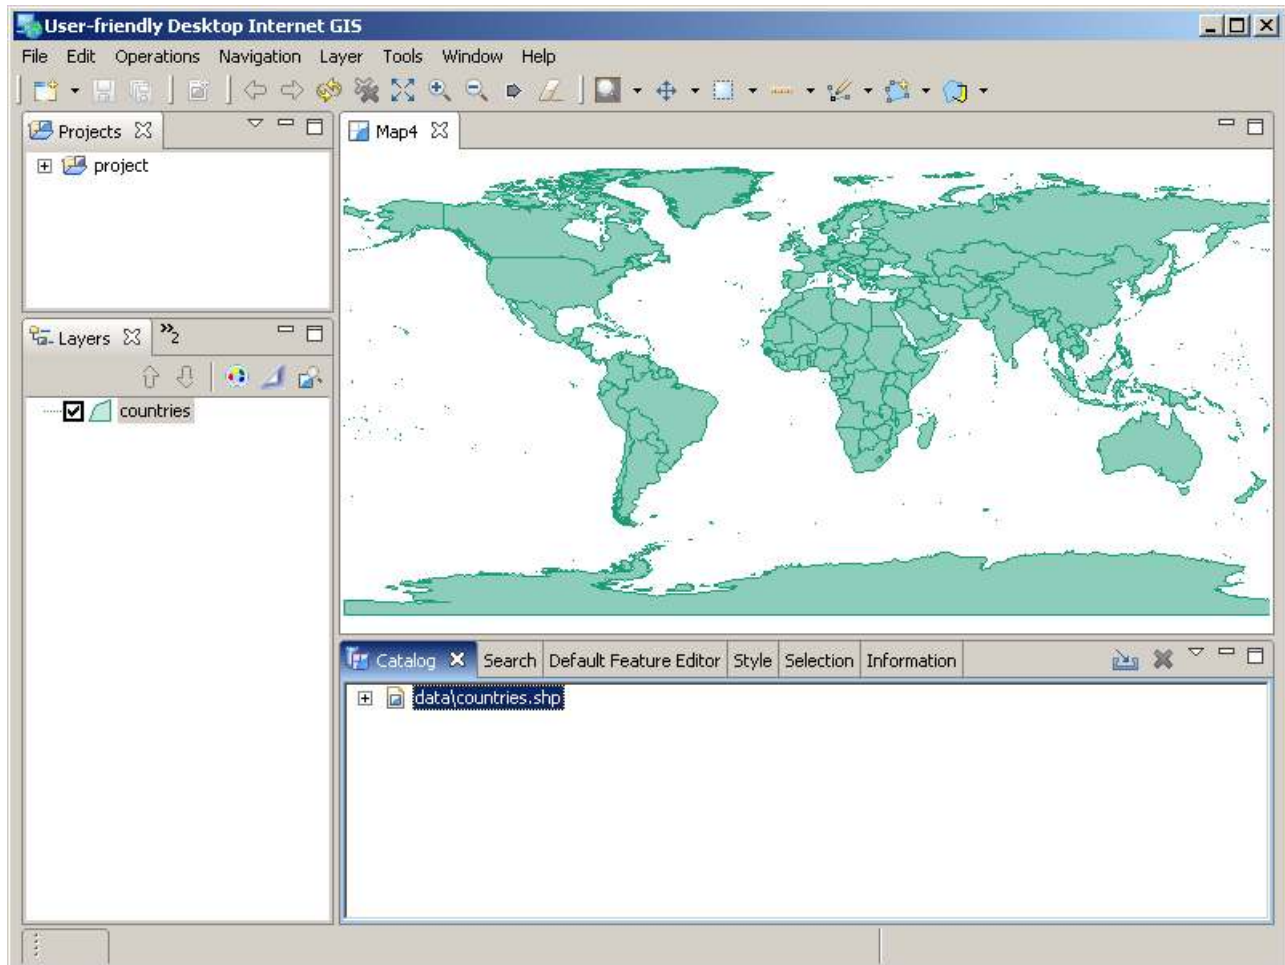 User-friendly Desktop Internet GIS
File Edit Operations Navigation Layer Tools Window Help
Projects
project
Map4
Layers »2
countries
Catalog Search Default Feature Editor Style Selection Information
data\countries.shp